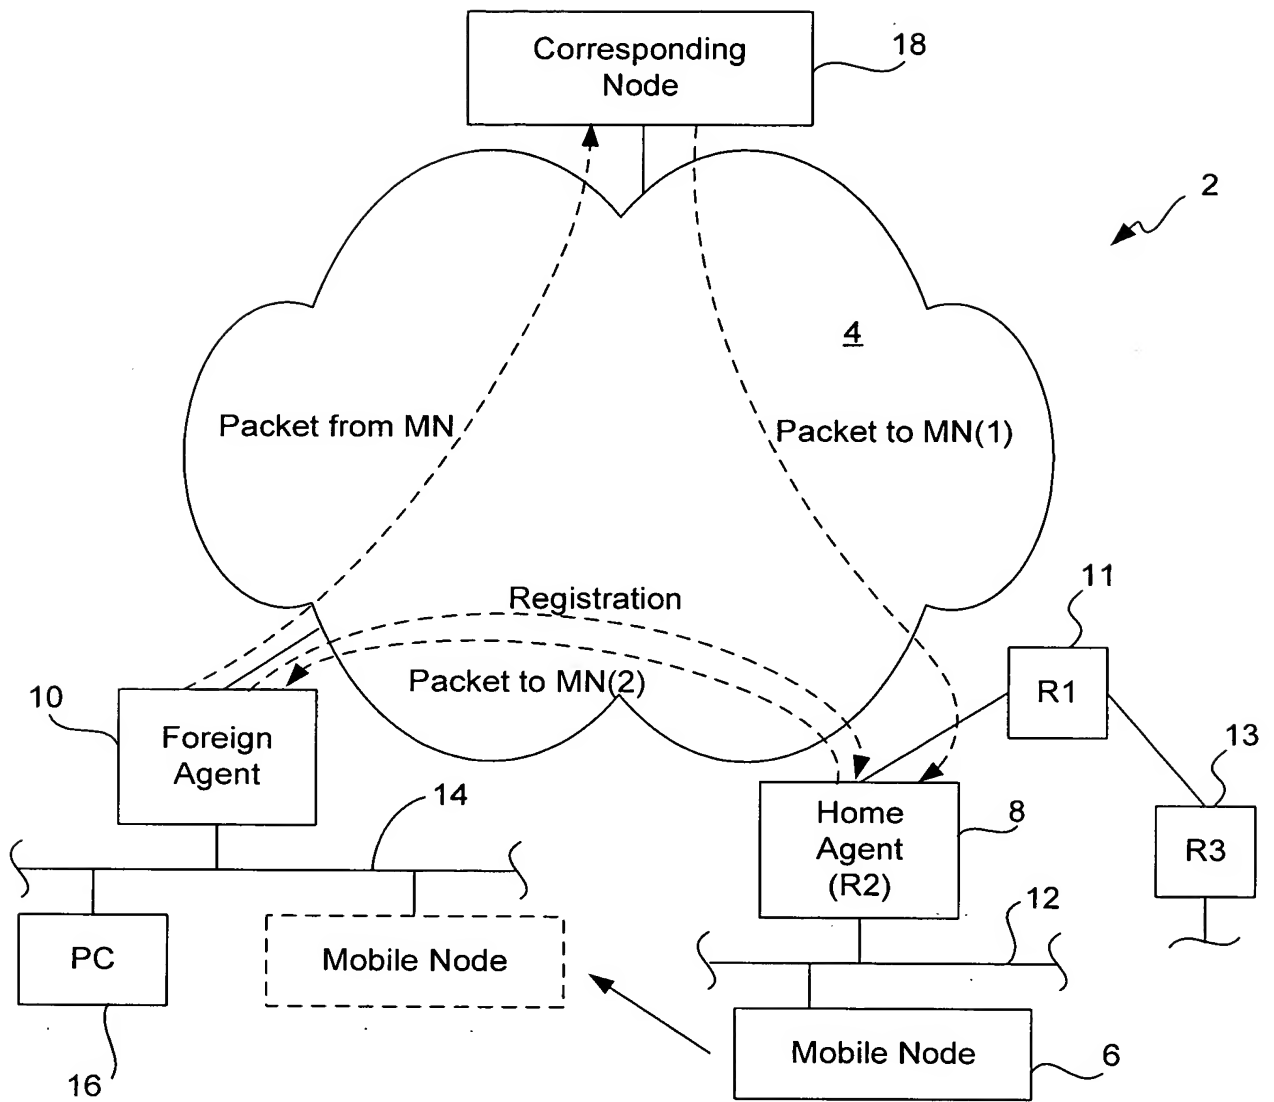 Corresponding
Node
18
2
4
Packet from MN
Packet to MN(1)
Registration
11
Packet to MN(2)
R1
10
Foreign
Agent
13
14
Home
Agent
(R2)
8
R3
12
PC
Mobile Node
Mobile Node
6
16